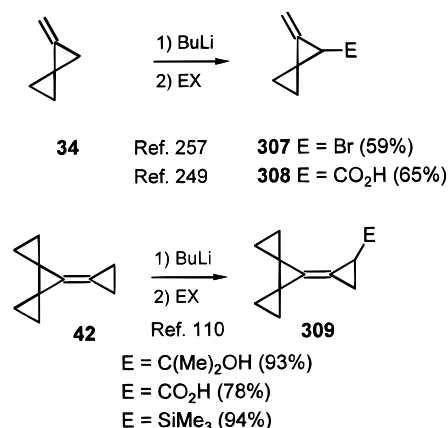 1) BuLi
2) EX
E
34 Ref. 257 307 E = Br (59%)
Ref. 249 308 E = CO₂H (65%)
E
1) BuLi
2) EX
42 Ref. 110 309
E = C(Me)₂OH (93%)
E = CO₂H (78%)
E = SiMe₃ (94%)